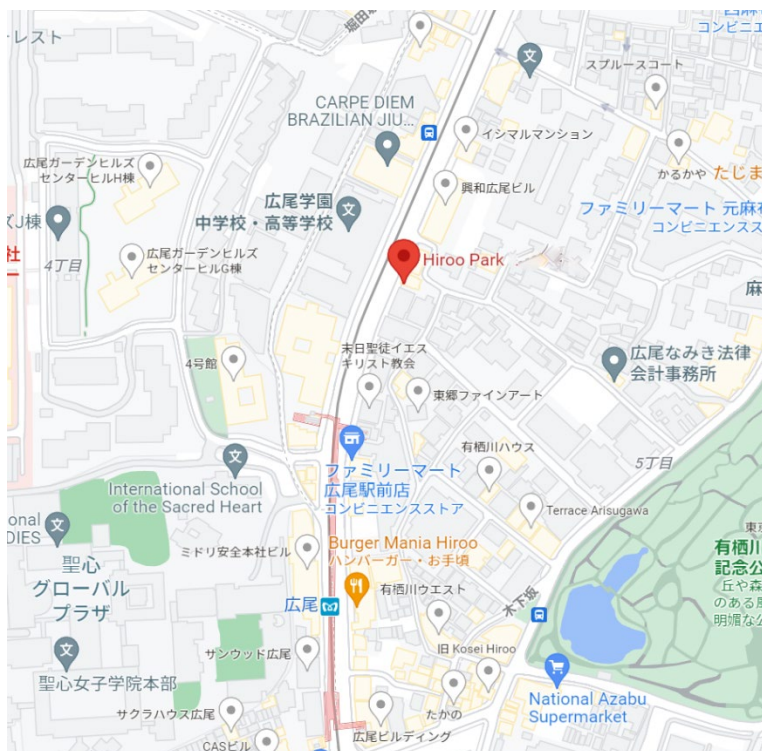 堀田坂
コンビニエン
レスト
スプルースコート
CARPE DIEM
BRAZILIAN JIU...
イシマルマンション
広尾ガーデンヒルズ
センターヒルH棟
かるかや
たじま
興和広尾ビル
広尾学園
中学校・高等学校
ファミリーマート 元麻布
コンビニエンスス
ズJ棟
社
4丁目
広尾ガーデンヒルズ
センターヒルG棟
Hiroo Park
麻
末日聖徒イエス
キリスト教会
4号館
広尾なみき法律
会計事務所
東郷ファインアート
有栖川ハウス
5丁目
ファミリーマート
広尾駅前店
コンビニエンスストア
International School
of the Sacred Heart
Terrace Arisugawa
onal
DIES
Burger Mania Hiroo
ハンバーガー・お手頃
ミドリ安全本社ビル
聖心
グローバル
プラザ
有栖川
記念公
丘や森
のある風
明媚な公
有栖川ウエスト
木下坂
広尾
旧 Kosei Hiroo
サンウッド広尾
聖心女子学院本部
National Azabu
Supermarket
サクラハウス広尾
たかの
広尾ビルディング
CASビル